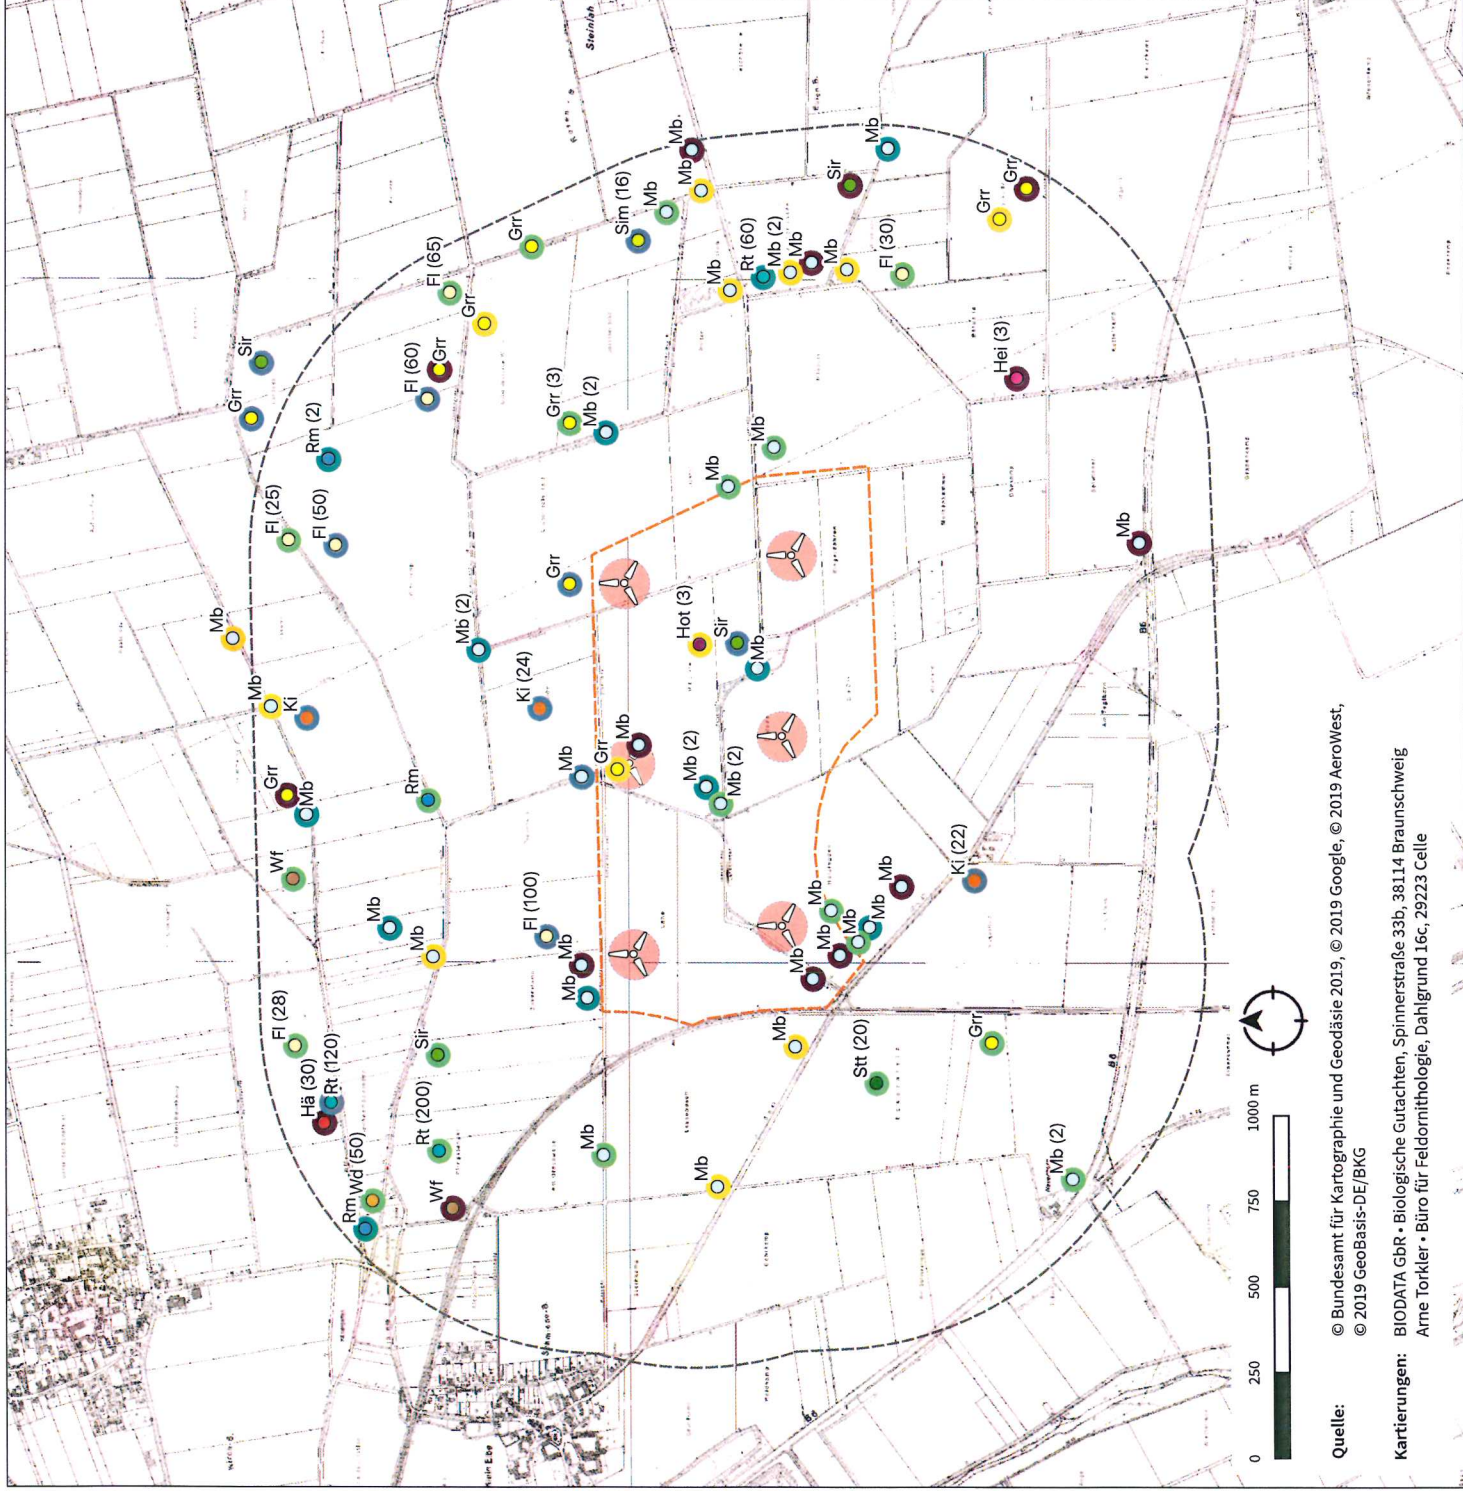 Steinlah
Mb
Mb
Mb
Sim (16)
Grr
Fl (65)
Grr
Sir
Grr
Rm (2)
Fl (60)
Grr
Grr (3)
Mb (2)
Mb
Rt (60)
Mb (2)
Mb
Mb
Sir
Mb
Fl (30)
Grr
Grr
Hei (3)
Mb
Mb
Fl (25)
Fl (50)
Grr
Mb
Mb
Ki
Mb (2)
Ki (24)
Hot (3)
Sir
Mb
Mb
B6
Grr
Mb
Wf
Rm
Mb
Grr
Mb
Mb (2)
Mb (2)
Mb
Mb
Fl (100)
Mb
Mb
Mb
Mb
Mb
Mb
Mb
Mb
Ki (22)
Fl (28)
Hä (30)
Rt (120)
Sir
Rt (200)
Rm
Wd (50)
Wf
Mb
Mb
Mb
Stt (20)
Grr
Mb (2)
B6
B6
0
250
500
750
1000 m
Quelle: © Bundesamt für Kartographie und Geodäsie 2019, © 2019 Google, © 2019 AeroWest,
© 2019 GeoBasis-DE/BKG
Kartierungen: BIODATA GbR • Biologische Gutachten, Spinnerstraße 33b, 38114 Braunschweig
Arne Torkler • Büro für Feldornithologie, Dahlgrund 16c, 29223 Celle